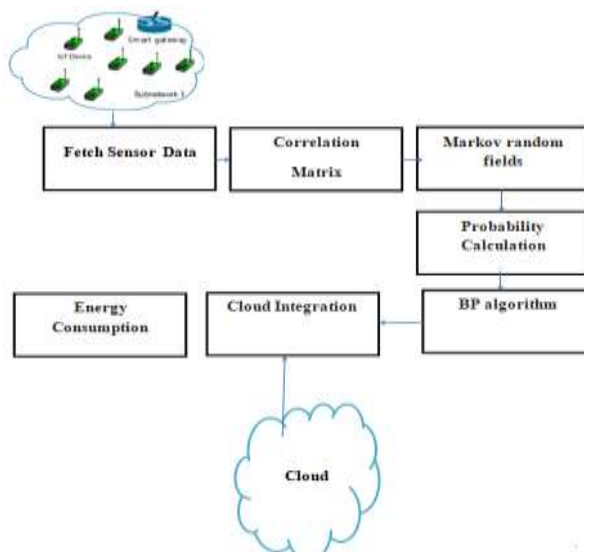 Smart gateway
IoT Device
Subnetwork 1
Fetch Sensor Data
Correlation
Matrix
Markov random
fields
Probability
Calculation
Energy
Consumption
Cloud Integration
BP algorithm
Cloud